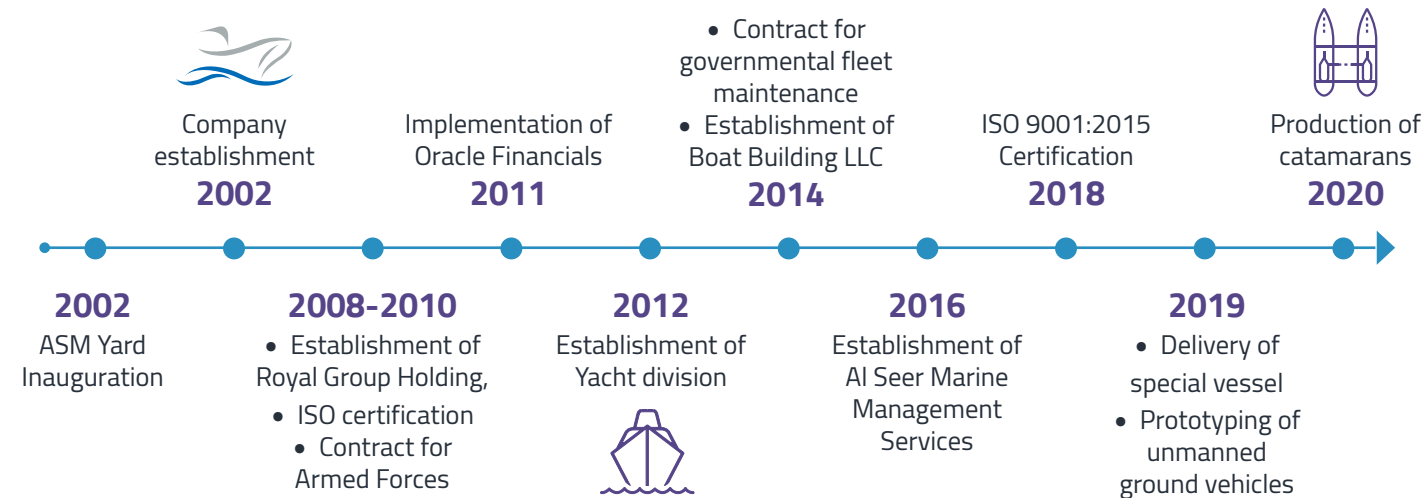 Company
establishment
2002
Implementation of
Oracle Financials
2011
• Contract for
governmental fleet
maintenance
• Establishment of
Boat Building LLC
2014
ISO 9001:2015
Certification
2018
Production of
catamarans
2020
2002
ASM Yard
Inauguration
2008-2010
• Establishment of
Royal Group Holding,
• ISO certification
• Contract for
Armed Forces
2012
Establishment of
Yacht division
2016
Establishment of
Al Seer Marine
Management
Services
2019
• Delivery of
special vessel
• Prototyping of
unmanned
ground vehicles